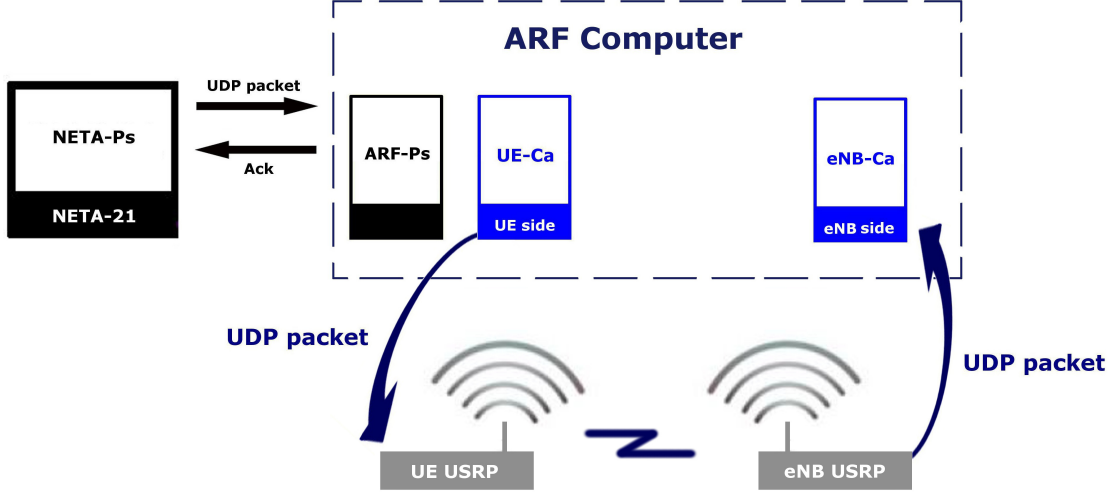 ARF Computer
UDP packet
Ack
NETA-Ps
NETA-21
ARF-Ps
UE-Ca
UE side
eNB-Ca
eNB side
UDP packet
UDP packet
UE USRP
eNB USRP